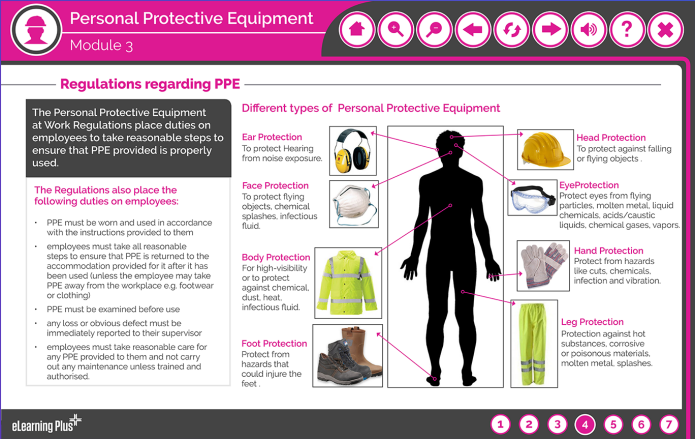 Personal Protective Equipment
Module 3
?
Regulations regarding PPE
The Personal Protective Equipment
at Work Regulations place duties on
employees to take reasonable steps to
ensure that PPE provided is properly
used.
The Regulations also place the
following duties on employees:
• PPE must be worn and used in accordance
with the instructions provided to them
• employees must take all reasonable
steps to ensure that PPE is returned to the
accommodation provided for it after it has
been used (unless the employee may take
PPE away from the workplace e.g. footwear
or clothing)
• PPE must be examined before use
• any loss or obvious defect must be
immediately reported to their supervisor
• employees must take reasonable care for
any PPE provided to them and not carry
out any maintenance unless trained and
authorised.
Different types of Personal Protective Equipment
Ear Protection
To protect Hearing
from noise exposure.
Face Protection
To protect flying
objects, chemical
splashes, infectious
fluid.
Body Protection
For high-visibility
or to protect
against chemical,
dust, heat,
infectious fluid.
Foot Protection
Protect from
hazards that
could injure the
feet .
Head Protection
To protect against falling
or flying objects .
EyeProtection
Protect eyes from flying
particles, molten metal, liquid
chemicals, acids/caustic
liquids, chemical gases, vapors.
Hand Protection
Protect from hazards
like cuts, chemicals,
infection and vibration.
Leg Protection
Protection against hot
substances, corrosive
or poisonous materials,
molten metal. splashes.
eLearning Plus
1 2 3 4 5 6 7